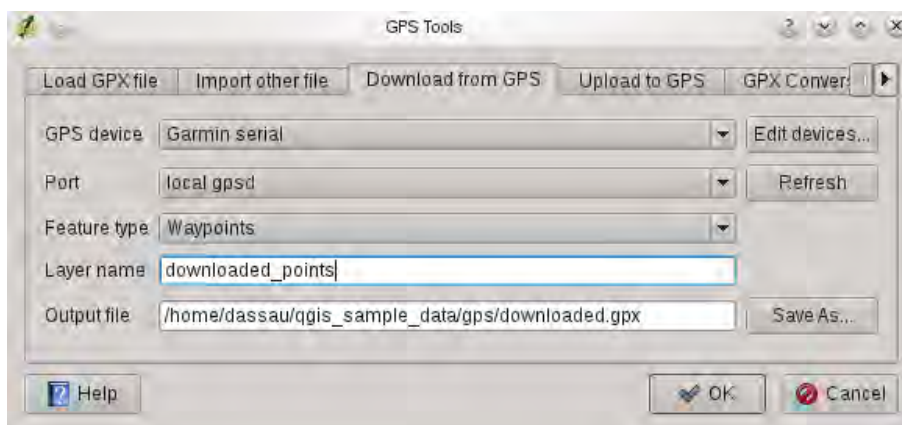 GPS Tools
Load GPX file Import other file Download from GPS Upload to GPS GPX Conver
GPS device Garmin serial Edit devices...
Port local gpsd Refresh
Feature type Waypoints
Layer name downloaded_points
Output file /home/dassau/qgis_sample_data/gps/downloaded.gpx Save As...
Help OK Cancel